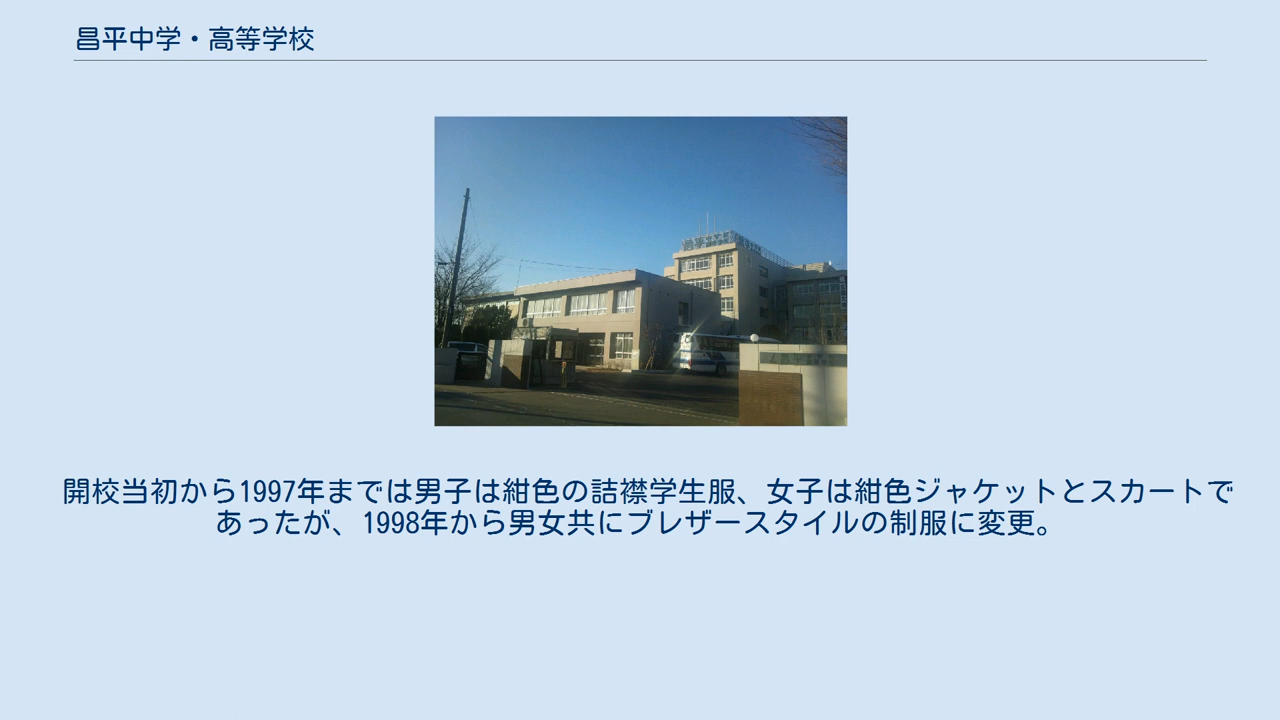 昌平中学・高等学校
開校当初から1997年までは男子は紺色の詰襟学生服、女子は紺色ジャケットとスカートで
あったが、1998年から男女共にブレザースタイルの制服に変更。